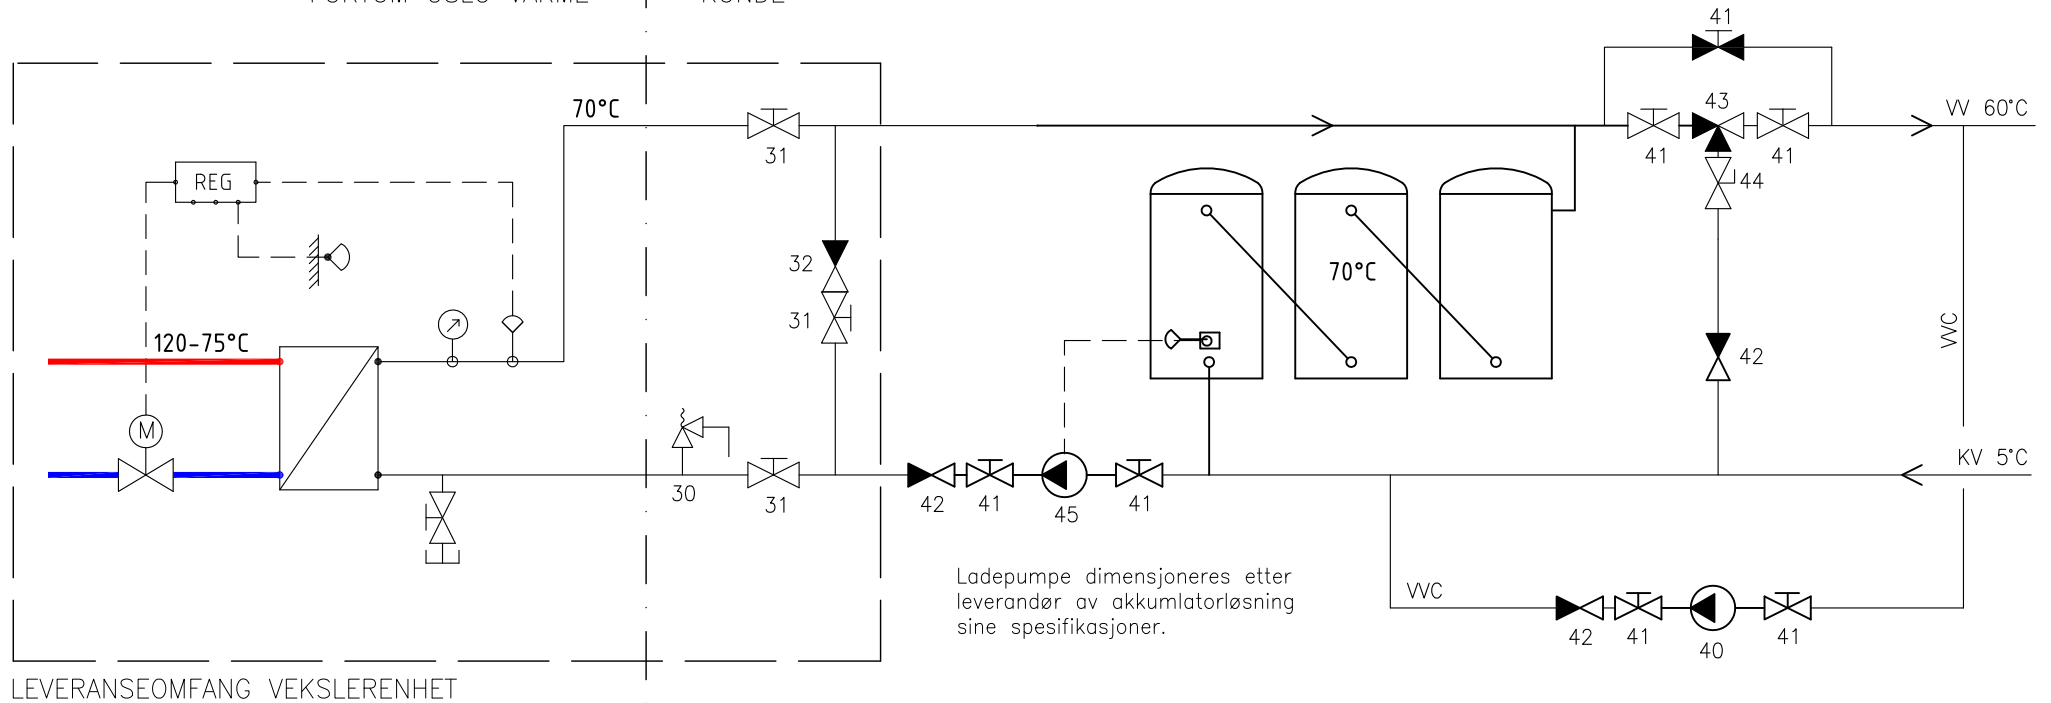 41
70°C
43
VV 60°C
31
41
41
REG
44
32
70°C
31
120-75°C
VVC
42
M
KV 5°C
30
31
42
41
45
41
Ladepumpe dimensjoneres etter
leverandør av akkumlatorløsning
sine spesifikasjoner.
VVC
42
41
40
41
LEVERANSEOMFANG VEKSLERENHET